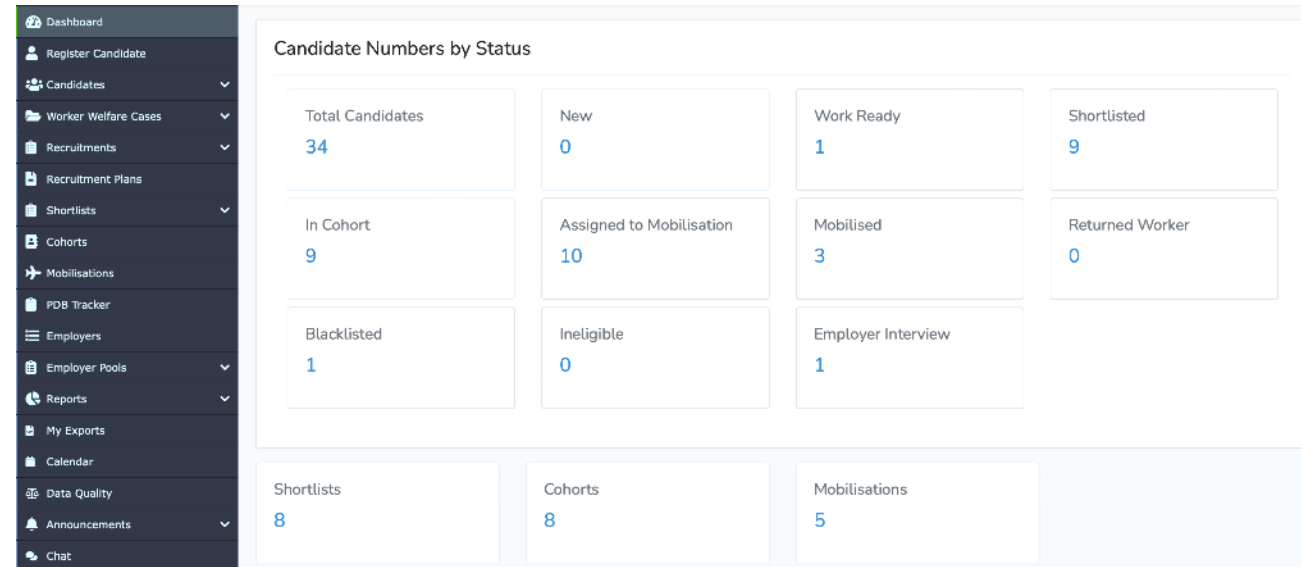 Dashboard
Register Candidate
Candidates
Worker Welfare Cases
Recruitments
Recruitment Plans
Shortlists
Cohorts
Mobilisations
PDB Tracker
Employers
Employer Pools
Reports
My Exports
Calendar
Data Quality
Announcements
Chat
Candidate Numbers by Status
Total Candidates
34
New
0
Work Ready
1
Shortlisted
9
In Cohort
9
Assigned to Mobilisation
10
Mobilised
3
Returned Worker
0
Blacklisted
1
Ineligible
0
Employer Interview
1
Shortlists
8
Cohorts
8
Mobilisations
5